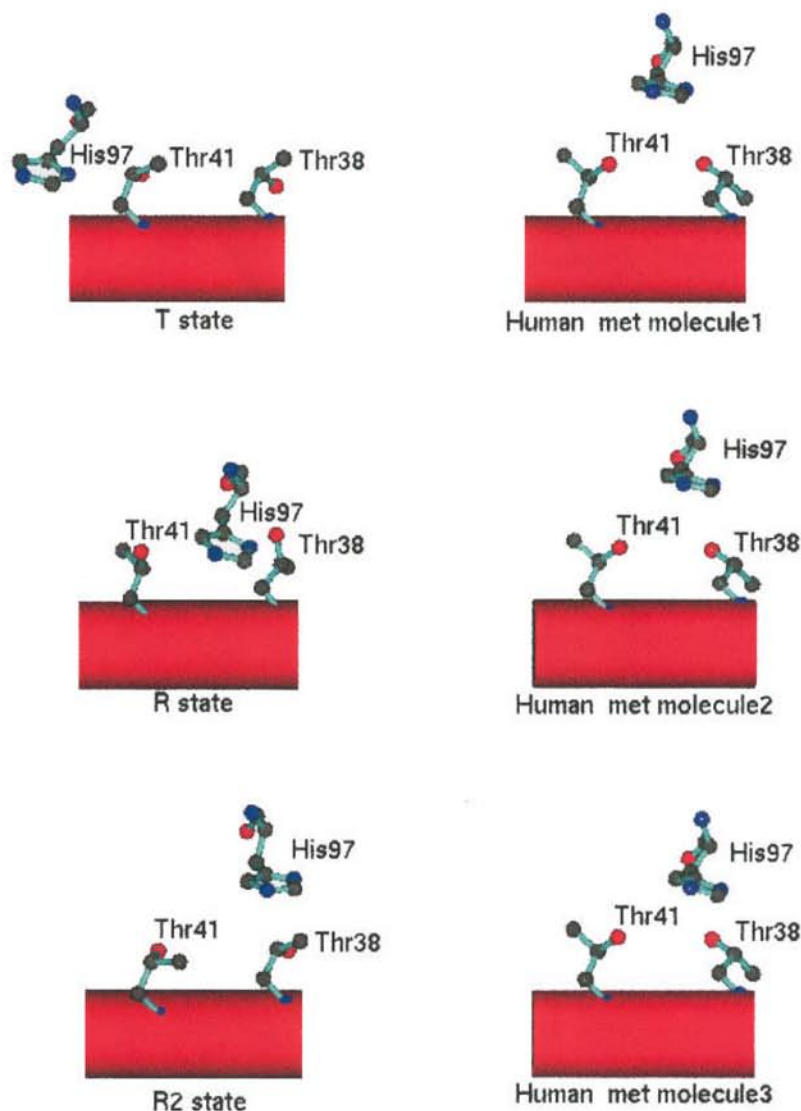 His97
Thr41
Thr38
T state
His97
Thr41
Thr38
Human met molecule1
His97
Thr41
Thr38
R state
His97
Thr41
Thr38
Human met molecule2
His97
Thr41
Thr38
R2 state
His97
Thr41
Thr38
Human met molecule3